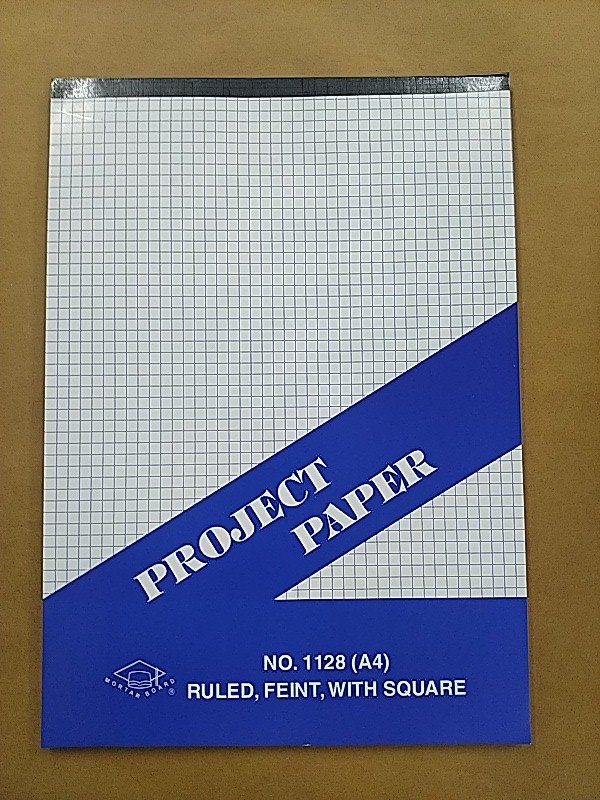 PROJECT
PAPER
NO. 1128 (A4)
RULED, FEINT, WITH SQUARE
MORTAR BOARD ®